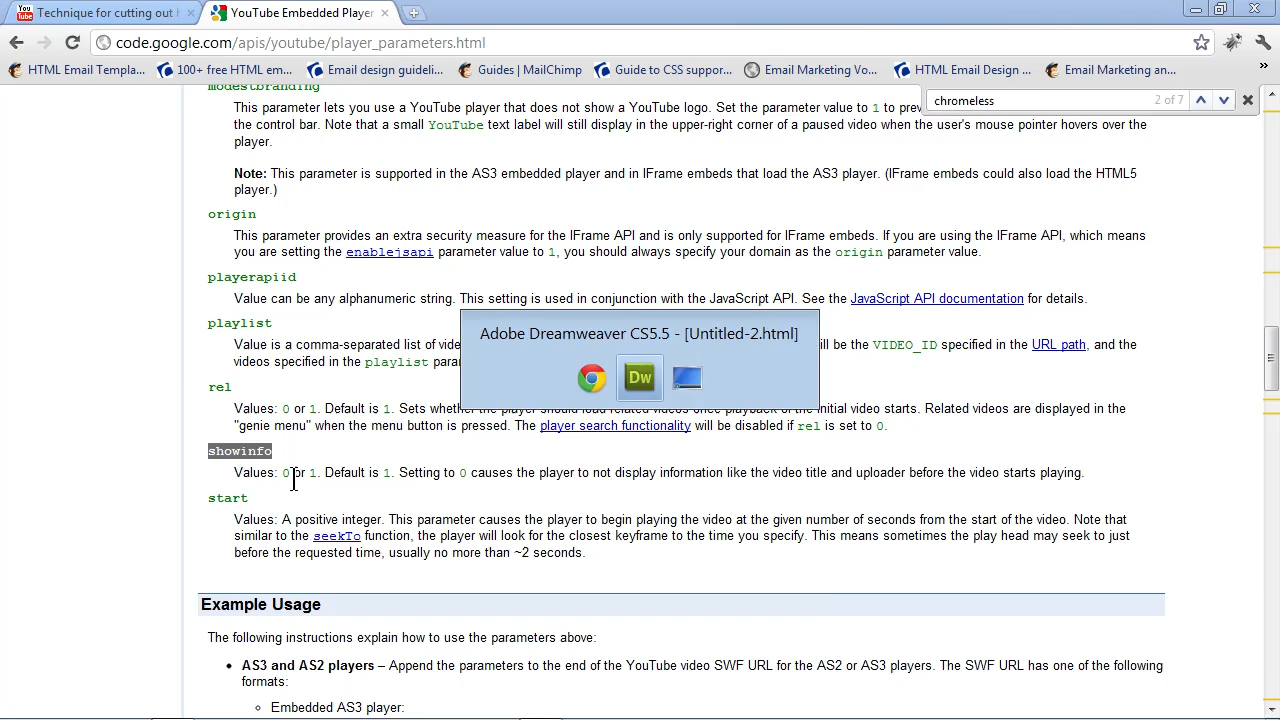 Technique for cutting out
YouTube Embedded Player
code.google.com/apis/youtube/player_parameters.html
HTML Email Templa...
100+ free HTML em...
Email design guideli...
Guides | MailChimp
Guide to CSS suppor...
Email Marketing Vo...
HTML Email Design ...
Email Marketing an...
»
chromeless
2 of 7
modestbranding
This parameter lets you use a YouTube player that does not show a YouTube logo. Set the parameter value to 1 to
the control bar. Note that a small YouTube text label will still display in the upper-right corner of a paused video when the user's mouse pointer hovers over the
player.
Note: This parameter is supported in the AS3 embedded player and in IFrame embeds that load the AS3 player. (IFrame embeds could also load the HTML5
player.)
origin
This parameter provides an extra security measure for the IFrame API and is only supported for IFrame embeds. If you are using the IFrame API, which means
you are setting the enablejsapi parameter value to 1, you should always specify your domain as the origin parameter value.
playerapiid
Value can be any alphanumeric string. This setting is used in conjunction with the JavaScript API. See the JavaScript API documentation for details.
playlist
Value is a comma-separated list of will be the VIDEO_ID specified in the URL path, and the
videos specified in the playlist
rel
Values: 0 or 1. Default is 1. Sets whether the player should load related videos once playback of the initial video starts. Related videos are displayed in the
"genie menu" when the menu button is pressed. The player search functionality will be disabled if rel is set to 0.
showinfo
Values: 0 or 1. Default is 1. Setting to 0 causes the player to not display information like the video title and uploader before the video starts playing.
start
Values: A positive integer. This parameter causes the player to begin playing the video at the given number of seconds from the start of the video. Note that
similar to the seekTo function, the player will look for the closest keyframe to the time you specify. This means sometimes the play head may seek to just
before the requested time, usually no more than ~2 seconds.
Example Usage
The following instructions explain how to use the parameters above:
• AS3 and AS2 players – Append the parameters to the end of the YouTube video SWF URL for the AS2 or AS3 players. The SWF URL has one of the following
formats:
Embedded AS3 player:
Adobe Dreamweaver CS5.5 - [Untitled-2.html]
Dw
You
Tube